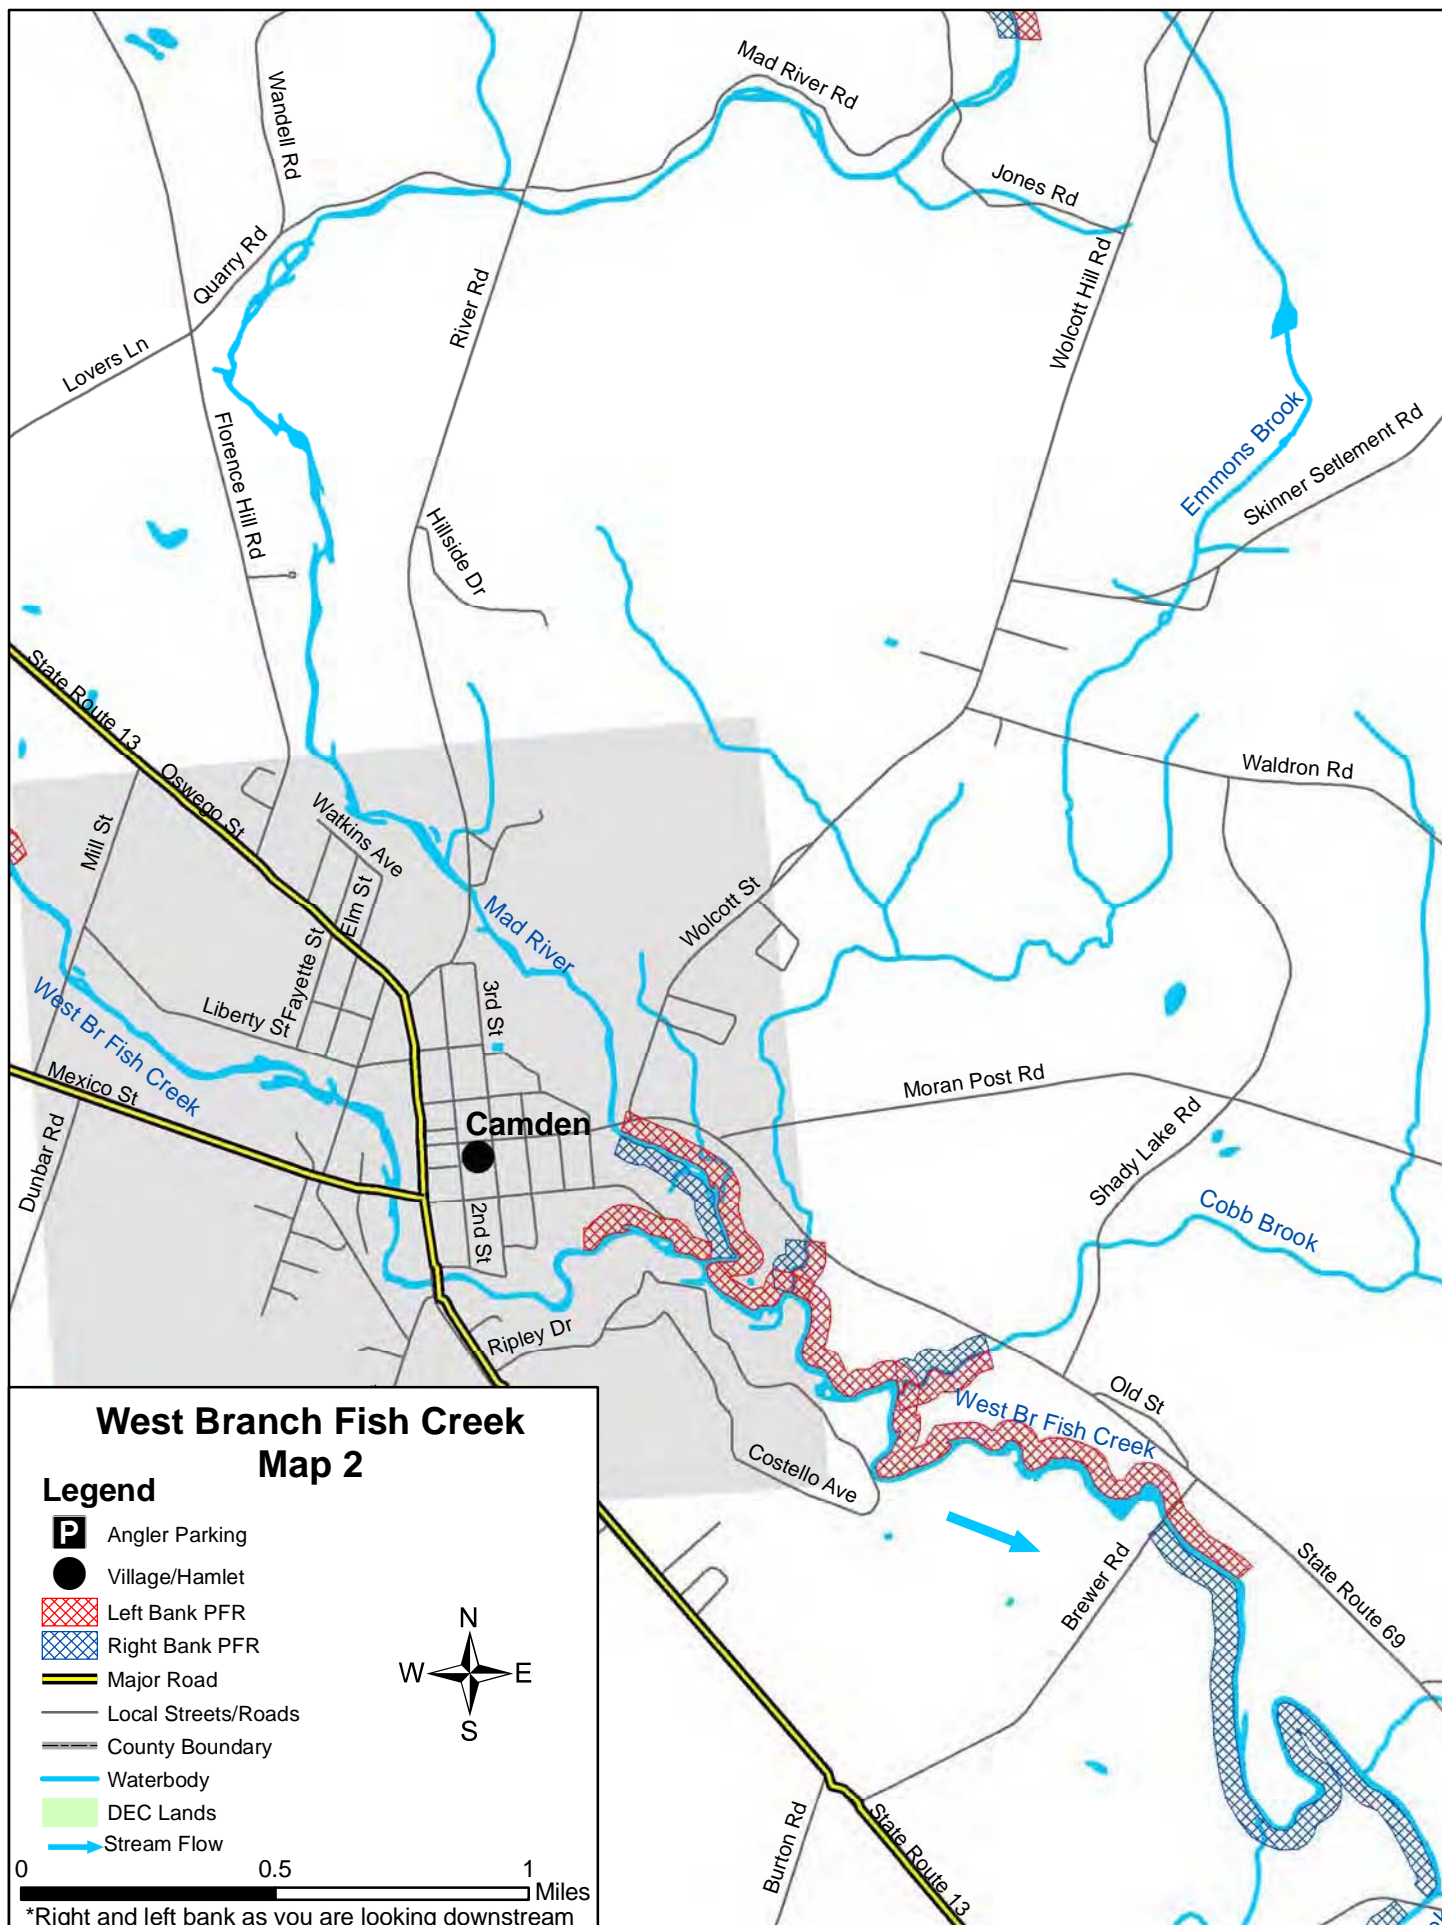 Mad River Rd
Wandell Rd
Jones Rd
Quarry Rd
River Rd
Wolcott Hill Rd
Lovers Ln
Florence Hill Rd
Emmons Brook
Skinner Setlement Rd
Hillside Dr
State Route 13
Oswego St
Waldron Rd
Mill St
Watkins Ave
Elm St
Fayette St
Mad River
Wolcott St
3rd St
West Br Fish Creek
Liberty St
Mexico St
Moran Post Rd
Camden
Dunbar Rd
Shady Lake Rd
Cobb Brook
2nd St
Ripley Dr
Old St
West Br Fish Creek
Costello Ave
Brewer Rd
State Route 69
Burton Rd
State Route 13
West Branch Fish Creek
Map 2
Legend
P Angler Parking
Village/Hamlet
Left Bank PFR
Right Bank PFR
Major Road
Local Streets/Roads
County Boundary
Waterbody
DEC Lands
Stream Flow
N
W E
S
0 0.5 1
Miles
*Right and left bank as you are looking downstream